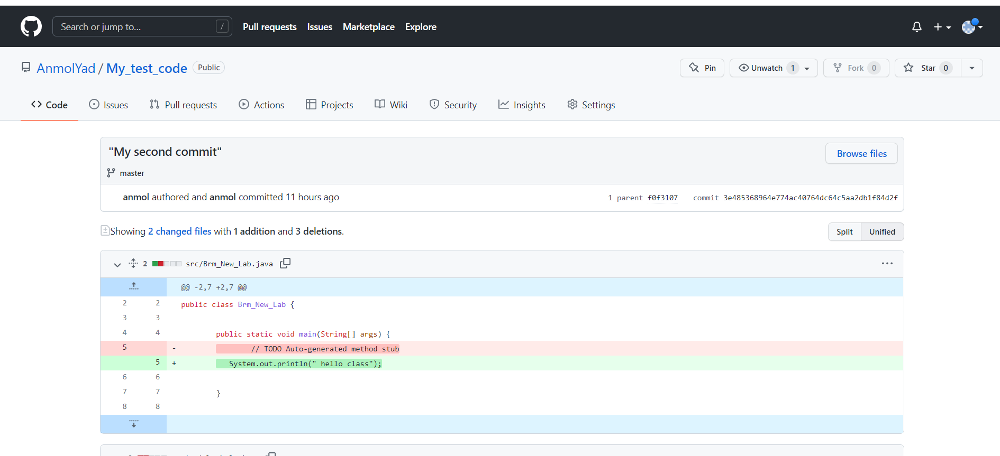 Search or jump to... /
Pull requests Issues Marketplace Explore
AnmolYad / My_test_code Public
Pin Unwatch 1 Fork 0 Star 0
Code Issues Pull requests Actions Projects Wiki Security Insights Settings
"My second commit"
Browse files
master
anmol authored and anmol committed 11 hours ago
1 parent f0f3107 commit 3e485368964e774ac40764dc64c5aa2db1f84d2f
Showing 2 changed files with 1 addition and 3 deletions.
Split Unified
2 src/Brm_New_Lab.java
@@ -2,7 +2,7 @@
2 2 public class Brm_New_Lab {
3 3
4 4 public static void main(String[] args) {
5 - // TODO Auto-generated method stub
5 + System.out.println(" hello class");
6 6
7 7 }
8 8